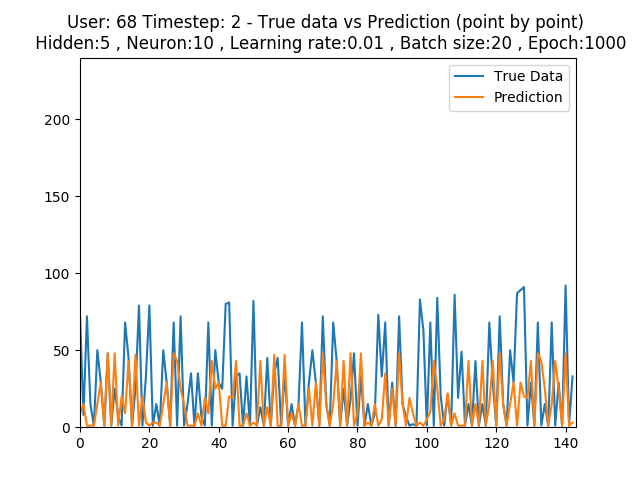 User: 68 Timestep: 2 - True data vs Prediction (point by point)
Hidden:5 , Neuron:10 , Learning rate:0.01 , Batch size:20 , Epoch:1000
True Data
Prediction
200
150
100
50
0
0 20 40 60 80 100 120 140